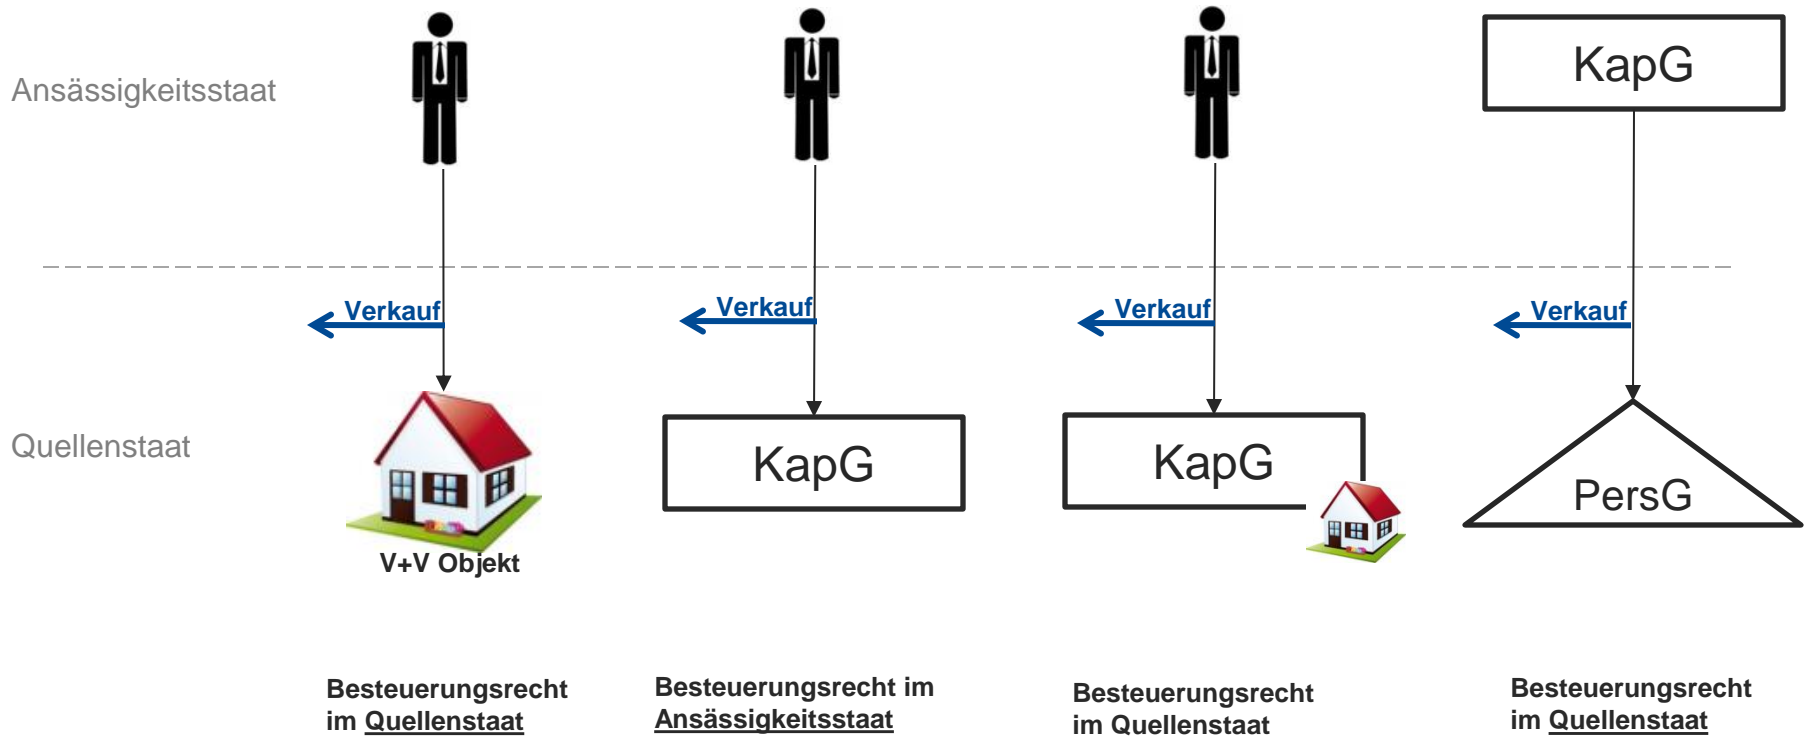 KapG
Ansässigkeitsstaat
Verkauf
Verkauf
Verkauf
Verkauf
Quellenstaat
KapG
KapG
PersG
V+V Objekt
Besteuerungsrecht
im Quellenstaat
Besteuerungsrecht im
Ansässigkeitsstaat
Besteuerungsrecht
im Quellenstaat
Besteuerungsrecht
im Quellenstaat